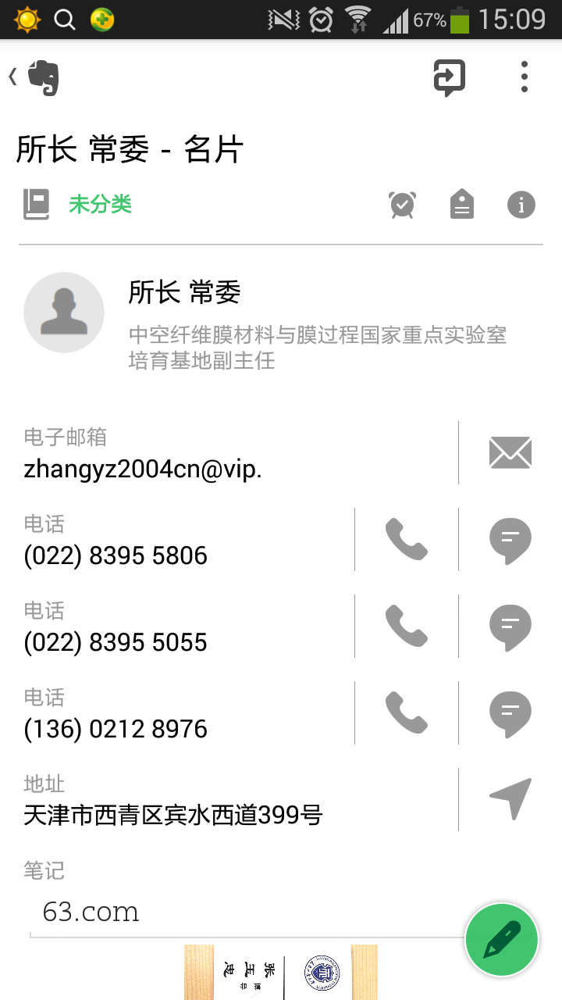 67% 15:09
所长 常委 - 名片
未分类
所长 常委
中空纤维膜材料与膜过程国家重点实验室
培育基地副主任
电子邮箱
zhangyz2004cn@vip.
电话
(022) 8395 5806
电话
(022) 8395 5055
电话
(136) 0212 8976
地址
天津市西青区宾水西道399号
笔记
63.com
张玉忠